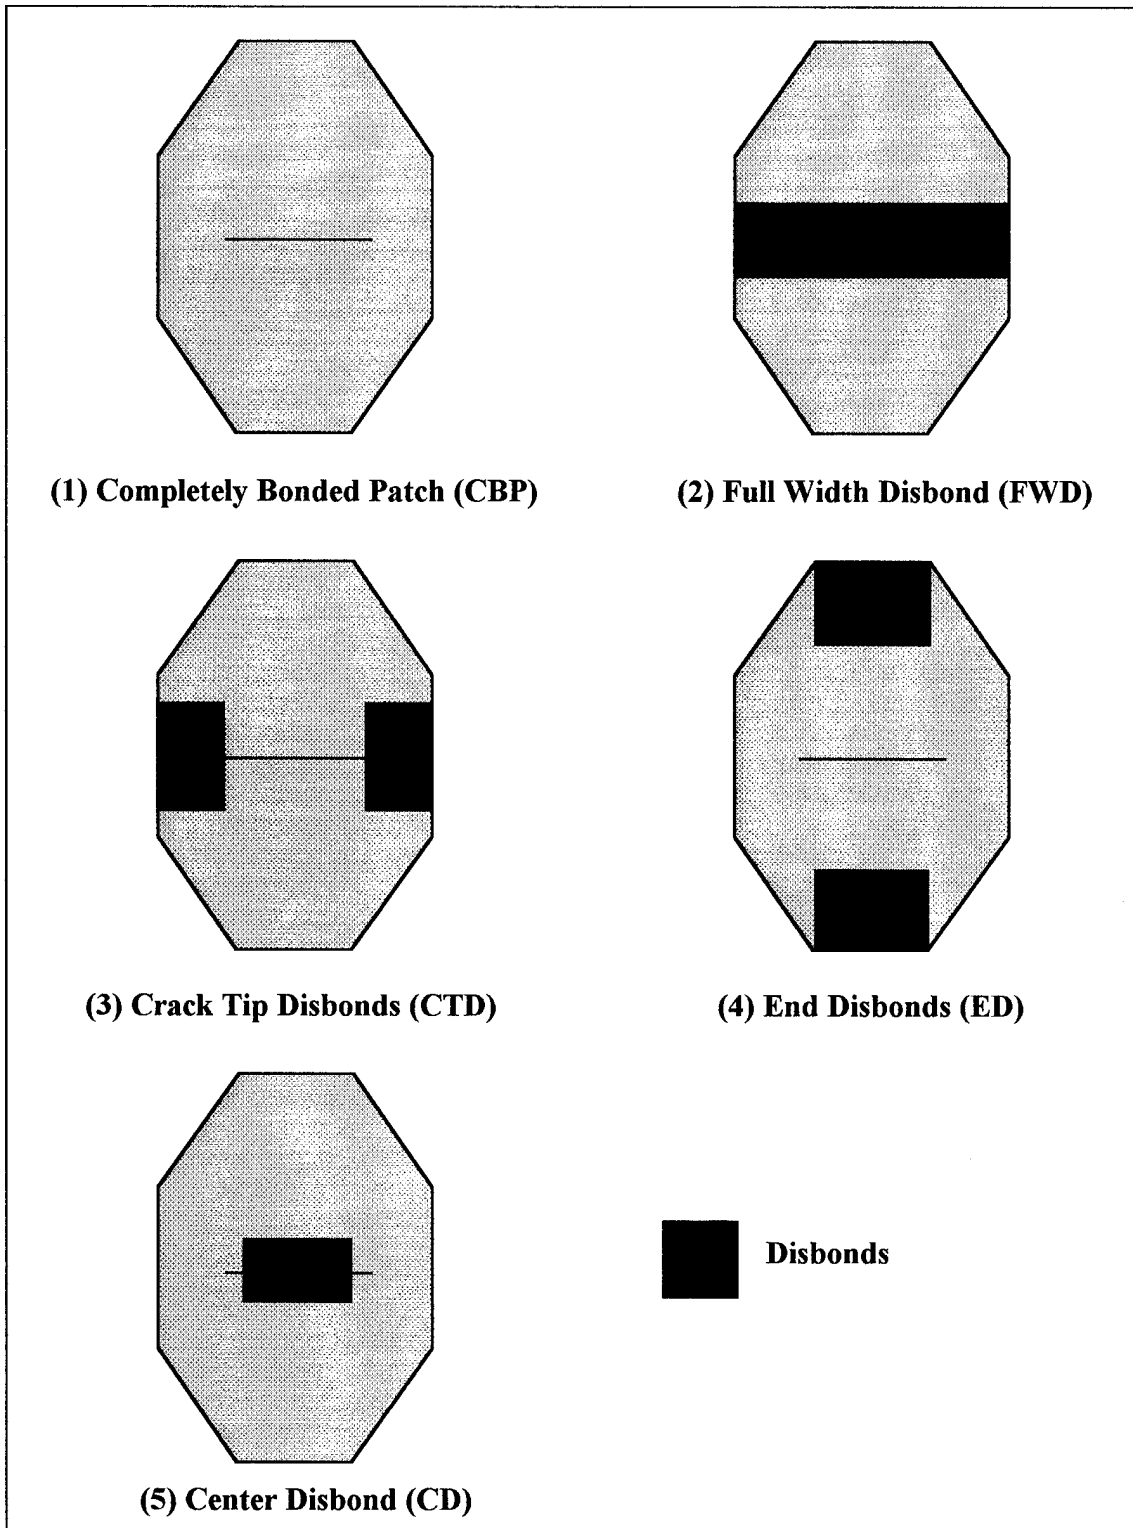 (1) Completely Bonded Patch (CBP)
(2) Full Width Disbond (FWD)
(3) Crack Tip Disbonds (CTD)
(4) End Disbonds (ED)
Disbonds
(5) Center Disbond (CD)